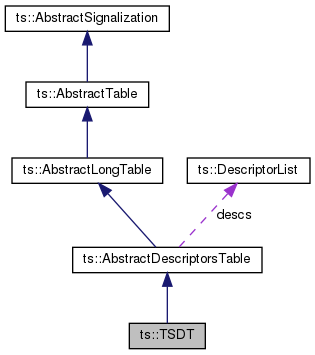 ts::AbstractSignalization
ts::AbstractTable
ts::AbstractLongTable
ts::DescriptorList
descs
ts::AbstractDescriptorsTable
ts::TSDT